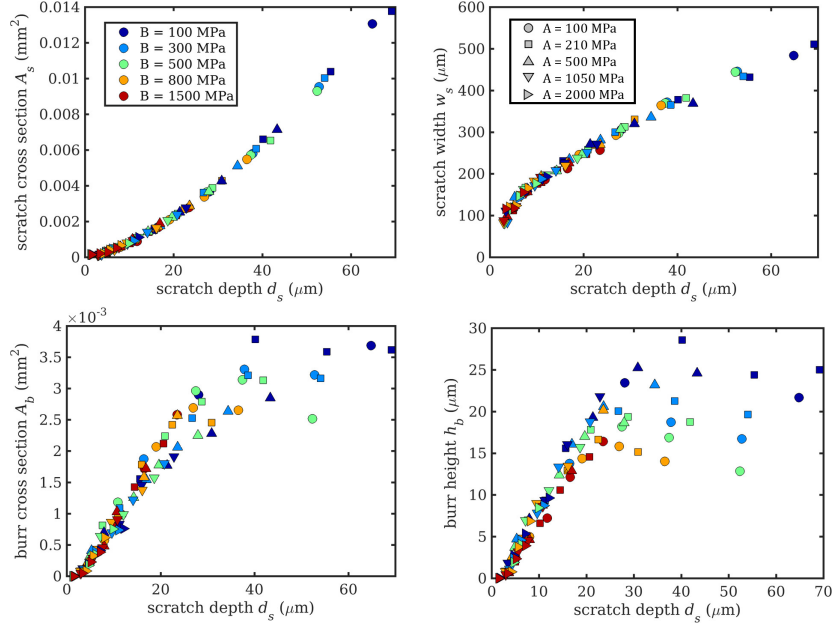 scratch cross section A_s (mm²)
0.014
0.012
0.01
0.008
0.006
0.004
0.002
0
B = 100 MPa
B = 300 MPa
B = 500 MPa
B = 800 MPa
B = 1500 MPa
0 20 40 60
scratch depth d_s (μm)
scratch width w_s (μm)
600
500
400
300
200
100
0
A = 100 MPa
A = 210 MPa
A = 500 MPa
A = 1050 MPa
A = 2000 MPa
0 20 40 60
scratch depth d_s (μm)
burr cross section A_b (mm²)
×10⁻³
4
3.5
3
2.5
2
1.5
1
0.5
0
0 20 40 60
scratch depth d_s (μm)
burr height h_b (μm)
30
25
20
15
10
5
0
0 10 20 30 40 50 60 70
scratch depth d_s (μm)